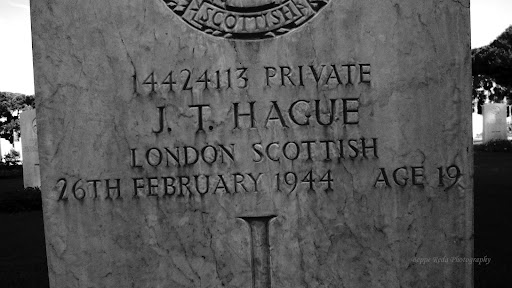 SCOTTISH
14424113 PRIVATE
J. T. HAGUE
LONDON SCOTTISH
26TH FEBRUARY 1944 AGE 19